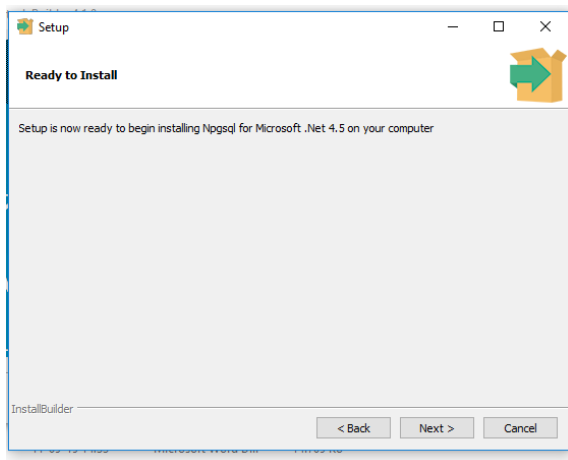 Setup
Ready to Install
Setup is now ready to begin installing Npgsql for Microsoft .Net 4.5 on your computer
InstallBuilder
< Back
Next >
Cancel